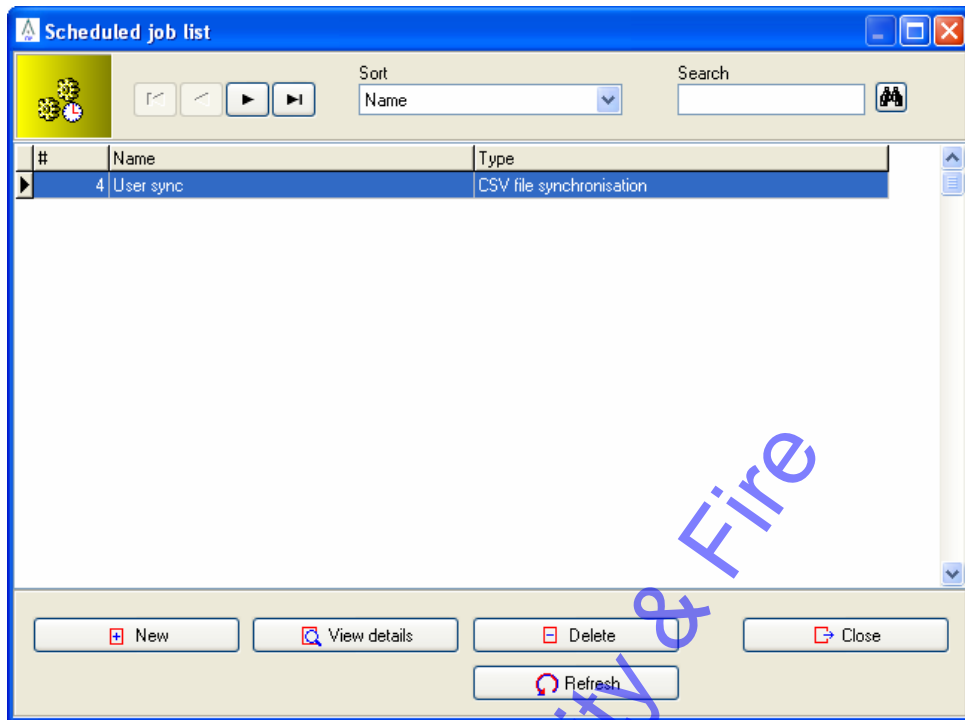 Scheduled job list
Sort
Search
Name
# Name Type
4 User sync CSV file synchronisation
New View details Delete Close
Refresh
& Fire